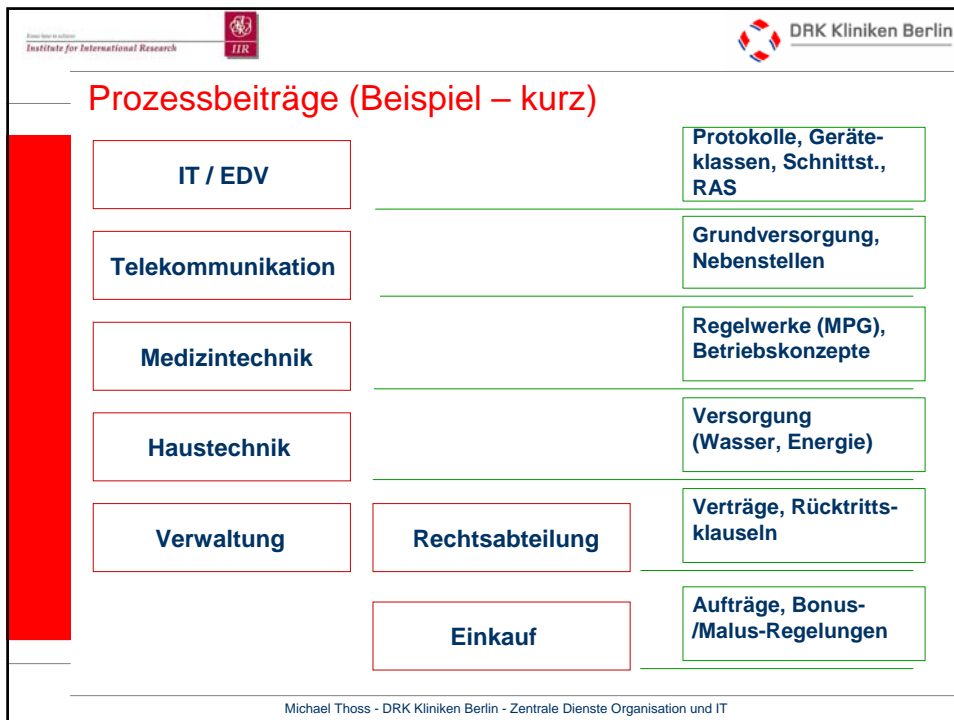 Institute for International Research
IIR
DRK Kliniken Berlin
Prozessbeiträge (Beispiel – kurz)
IT / EDV
Protokolle, Geräte-
klassen, Schnittst.,
RAS
Telekommunikation
Grundversorgung,
Nebenstellen
Medizintechnik
Regelwerke (MPG),
Betriebskonzepte
Haustechnik
Versorgung
(Wasser, Energie)
Verwaltung
Rechtsabteilung
Verträge, Rücktritts-
klauseln
Einkauf
Aufträge, Bonus-
/Malus-Regelungen
Michael Thoss - DRK Kliniken Berlin - Zentrale Dienste Organisation und IT